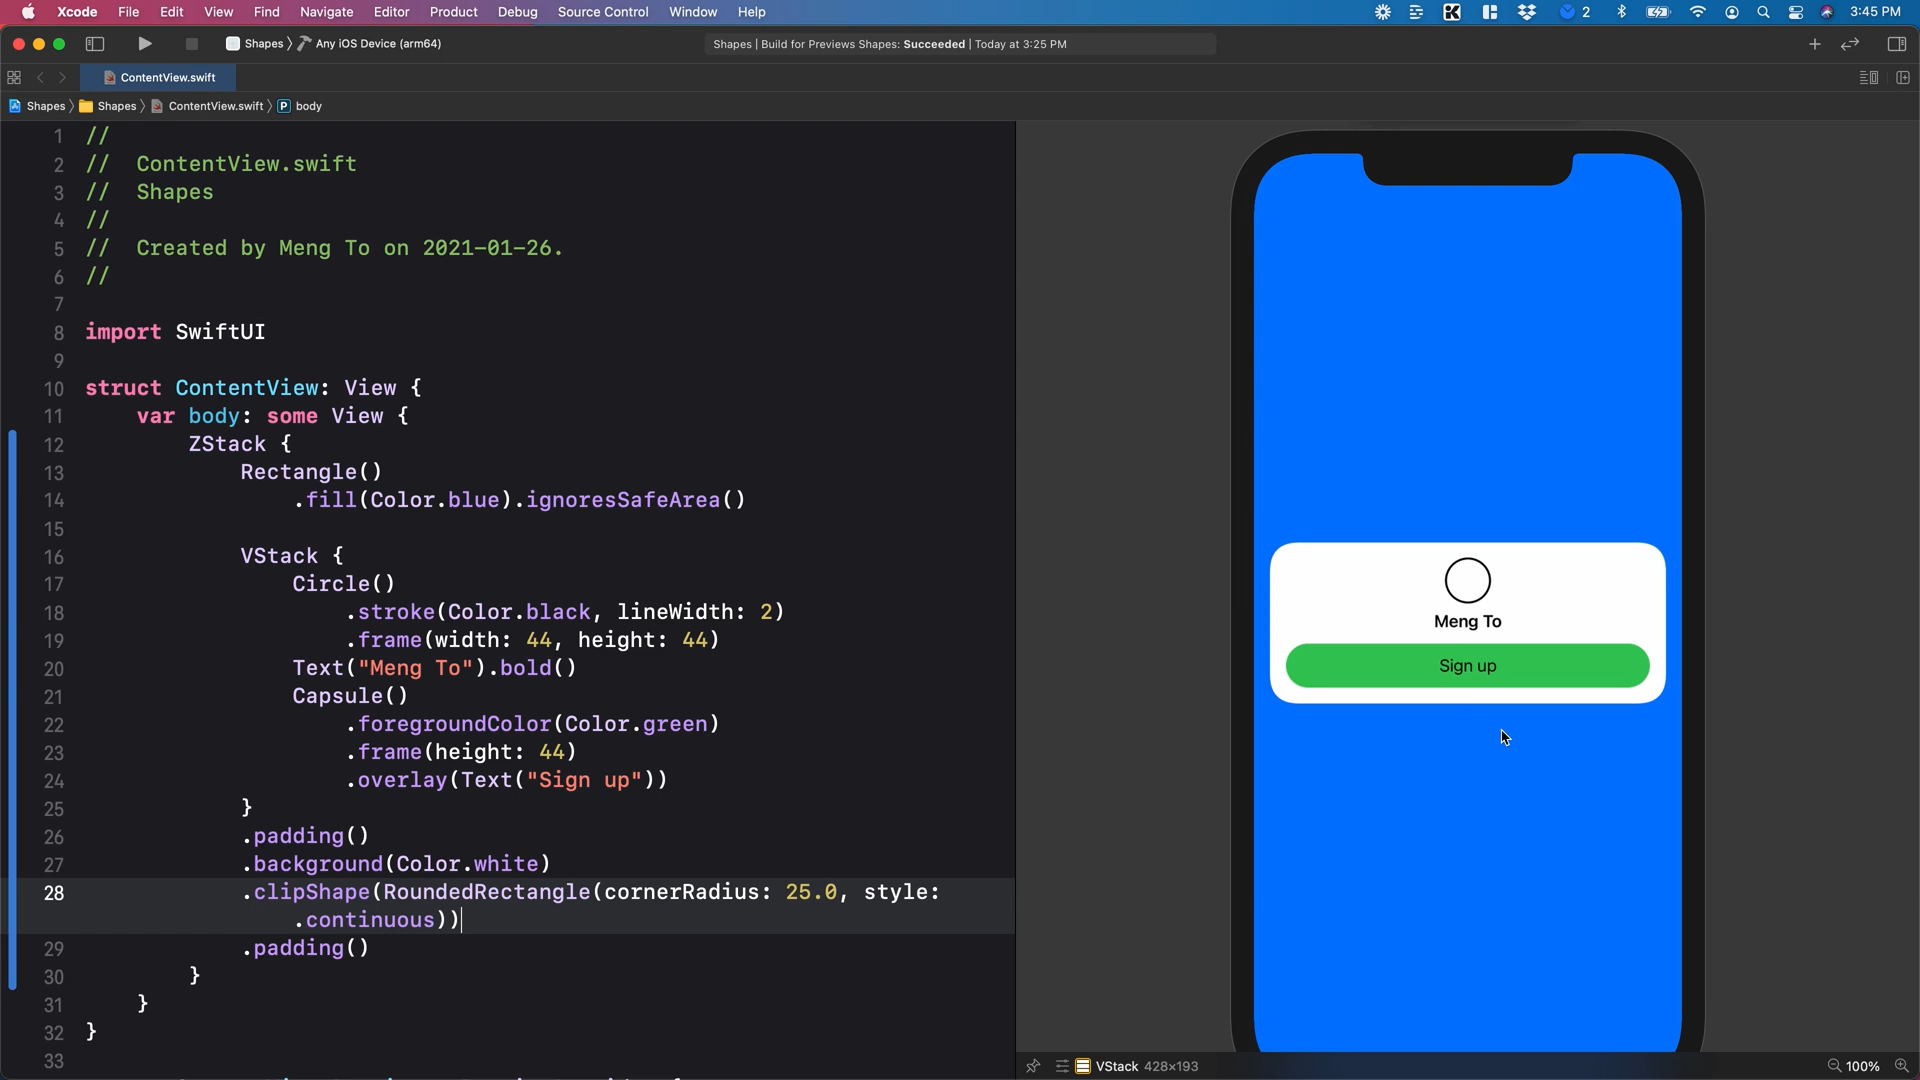 Xcode File Edit View Find Navigate Editor Product Debug Source Control Window Help 2 3:45 PM
Shapes 〉 Any iOS Device (arm64) Shapes | Build for Previews Shapes: Succeeded | Today at 3:25 PM
ContentView.swift
Shapes 〉 Shapes 〉 ContentView.swift 〉 P body
1 //
2 //  ContentView.swift
3 //  Shapes
4 //
5 //  Created by Meng To on 2021-01-26.
6 //
7
8 import SwiftUI
9
10 struct ContentView: View {
11     var body: some View {
12         ZStack {
13             Rectangle()
14                 .fill(Color.blue).ignoresSafeArea()
15
16             VStack {
17                 Circle()
18                     .stroke(Color.black, lineWidth: 2)
19                     .frame(width: 44, height: 44)
20                 Text("Meng To").bold()
21                 Capsule()
22                     .foregroundColor(Color.green)
23                     .frame(height: 44)
24                     .overlay(Text("Sign up"))
25             }
26             .padding()
27             .background(Color.white)
28             .clipShape(RoundedRectangle(cornerRadius: 25.0, style:
                .continuous))
29             .padding()
30         }
31     }
32 }
33
Meng To
Sign up
VStack 428×193 100%